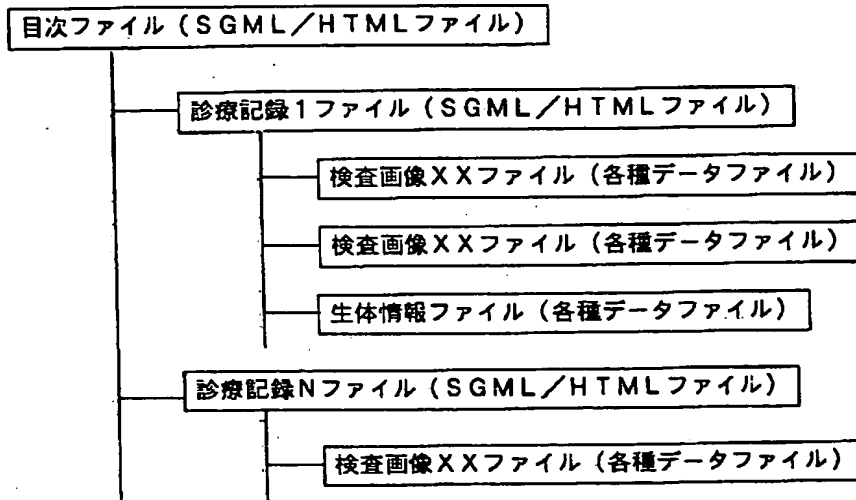 目次ファイル（ＳＧＭＬ／ＨＴＭＬファイル）
診療記録１ファイル（ＳＧＭＬ／ＨＴＭＬファイル）
検査画像ＸＸファイル（各種データファイル）
検査画像ＸＸファイル（各種データファイル）
生体情報ファイル（各種データファイル）
診療記録Ｎファイル（ＳＧＭＬ／ＨＴＭＬファイル）
検査画像ＸＸファイル（各種データファイル）